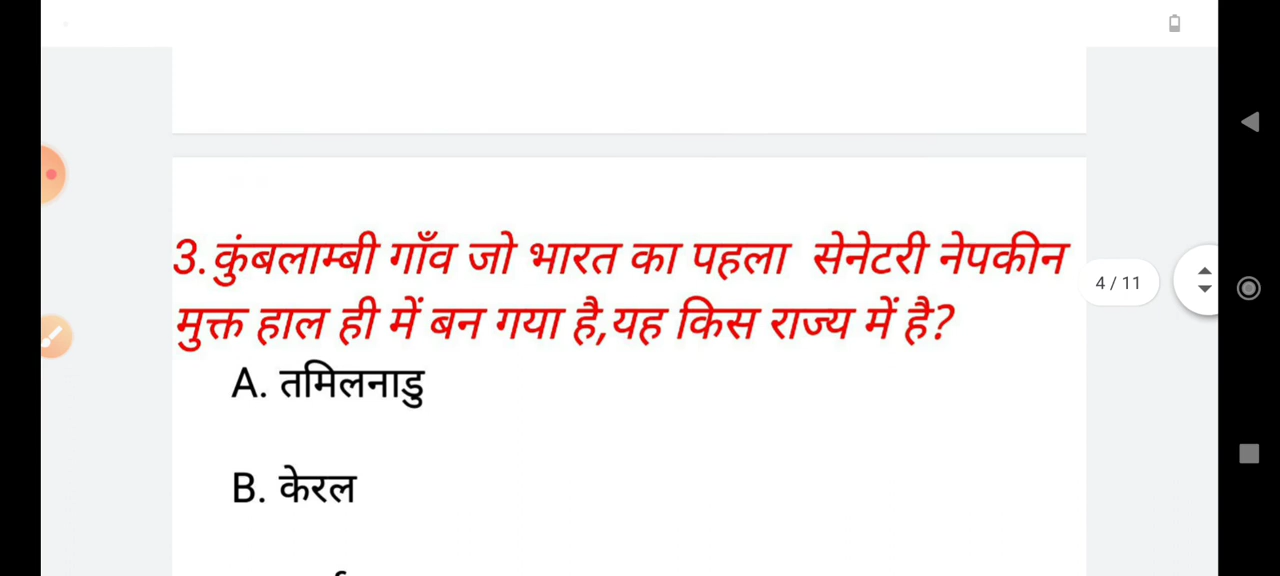 3.कुंबलाम्बी गाँव जो भारत का पहला सेनेटरी नेपकीन
4 / 11
मुक्त हाल ही में बन गया है,यह किस राज्य में है?
A. तमिलनाडु
B. केरल